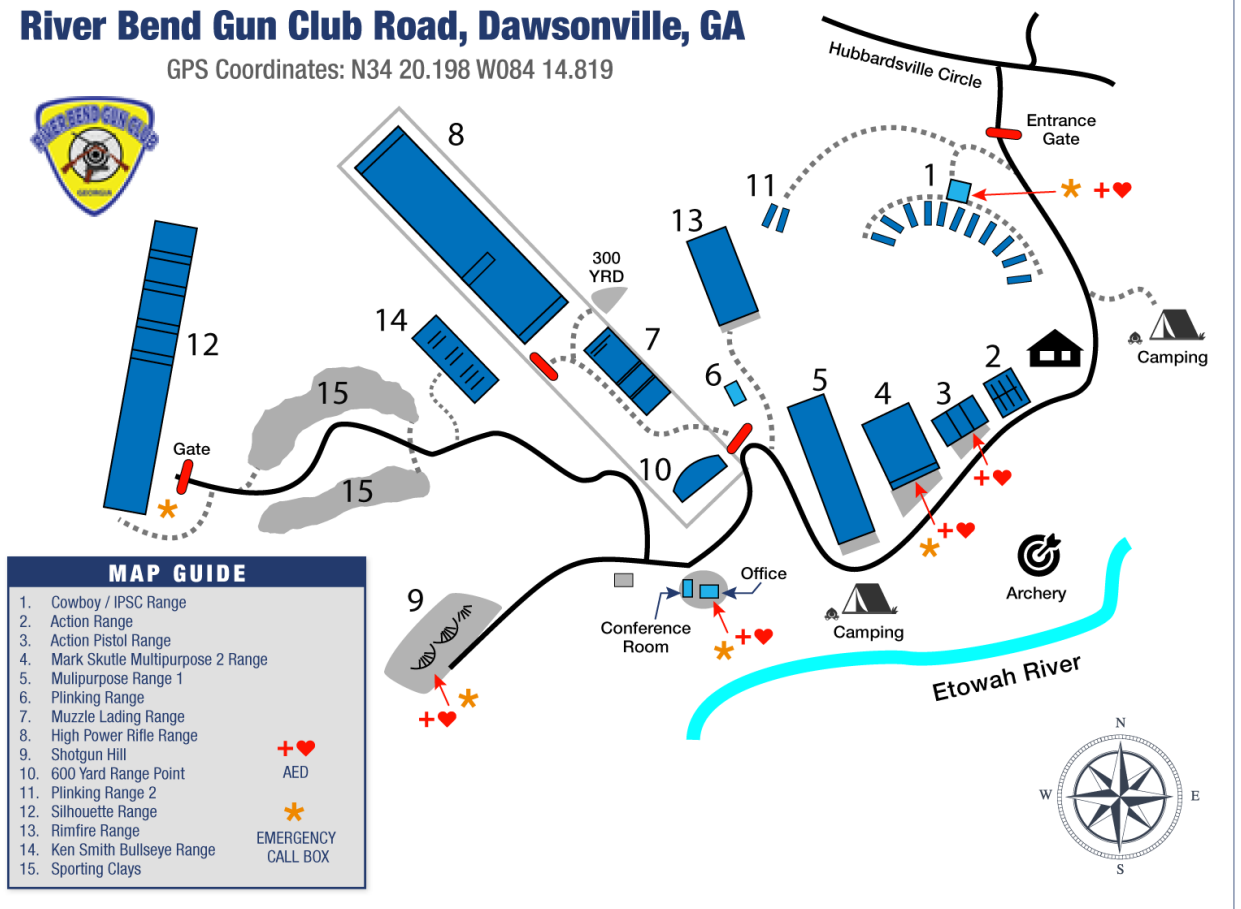 River Bend Gun Club Road, Dawsonville, GA
GPS Coordinates: N34 20.198 W084 14.819
RIVER BEND GUN CLUB
GEORGIA
Hubbardsville Circle
Entrance
Gate
8
1
11
13
300
YRD
14
7
12
6
5
4
3
2
Camping
15
Gate
10
15
9
Office
Conference
Room
Camping
Archery
Etowah River
MAP GUIDE
1. Cowboy / IPSC Range
2. Action Range
3. Action Pistol Range
4. Mark Skutle Multipurpose 2 Range
5. Mulipurpose Range 1
6. Plinking Range
7. Muzzle Lading Range
8. High Power Rifle Range
9. Shotgun Hill
10. 600 Yard Range Point
11. Plinking Range 2
12. Silhouette Range
13. Rimfire Range
14. Ken Smith Bullseye Range
15. Sporting Clays
AED
EMERGENCY
CALL BOX
N
W
E
S